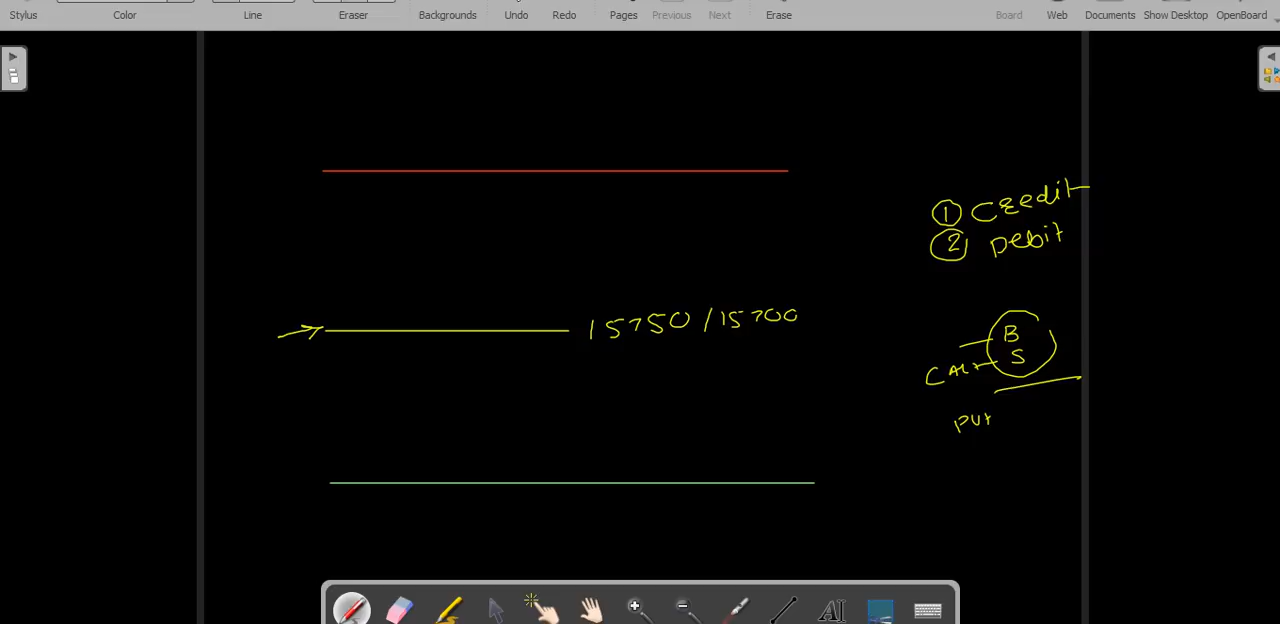 Stylus Color Line Eraser Backgrounds Undo Redo Pages Previous Next Erase Board Web Documents Show Desktop OpenBoard
1 Credit
2 Debit
15750 / 15700
B
CALL S
PUT
AI